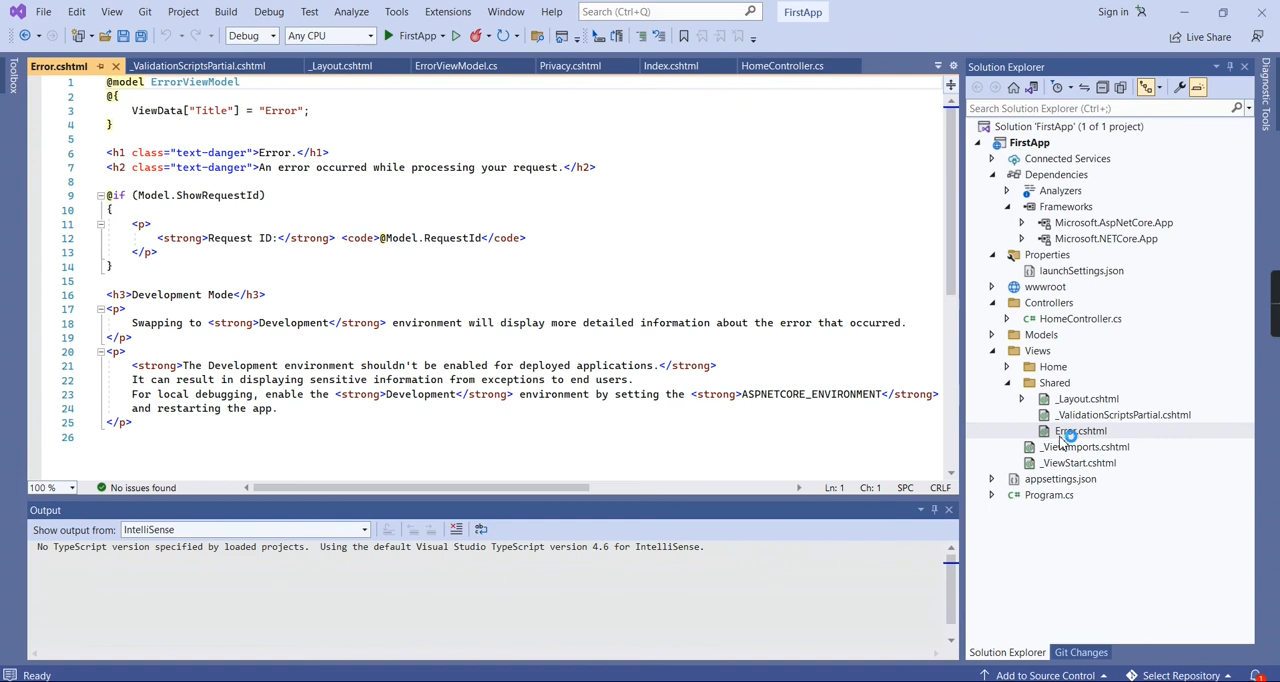 File Edit View Git Project Build Debug Test Analyze Tools Extensions Window Help Search (Ctrl+Q) FirstApp Sign in
Debug Any CPU FirstApp Live Share
Toolbox
Error.cshtml _ValidationScriptsPartial.cshtml _Layout.cshtml ErrorViewModel.cs Privacy.cshtml Index.cshtml HomeController.cs
1 @model ErrorViewModel
2 @{
3 ViewData["Title"] = "Error";
4 }
5
6 <h1 class="text-danger">Error.</h1>
7 <h2 class="text-danger">An error occurred while processing your request.</h2>
8
9 @if (Model.ShowRequestId)
10 {
11 <p>
12 <strong>Request ID:</strong> <code>@Model.RequestId</code>
13 </p>
14 }
15
16 <h3>Development Mode</h3>
17 <p>
18 Swapping to <strong>Development</strong> environment will display more detailed information about the error that occurred.
19 </p>
20 <p>
21 <strong>The Development environment shouldn't be enabled for deployed applications.</strong>
22 It can result in displaying sensitive information from exceptions to end users.
23 For local debugging, enable the <strong>Development</strong> environment by setting the <strong>ASPNETCORE_ENVIRONMENT</strong>
24 and restarting the app.
25 </p>
26
100 % No issues found Ln: 1 Ch: 1 SPC CRLF
Output
Show output from: IntelliSense
No TypeScript version specified by loaded projects. Using the default Visual Studio TypeScript version 4.6 for IntelliSense.
Solution Explorer
Search Solution Explorer (Ctrl+;)
Solution 'FirstApp' (1 of 1 project)
FirstApp
Connected Services
Dependencies
Analyzers
Frameworks
Microsoft.AspNetCore.App
Microsoft.NETCore.App
Properties
launchSettings.json
wwwroot
Controllers
C# HomeController.cs
Models
Views
Home
Shared
_Layout.cshtml
_ValidationScriptsPartial.cshtml
Error.cshtml
_ViewImports.cshtml
_ViewStart.cshtml
appsettings.json
C# Program.cs
Solution Explorer Git Changes
Diagnostic Tools
Ready Add to Source Control Select Repository 1